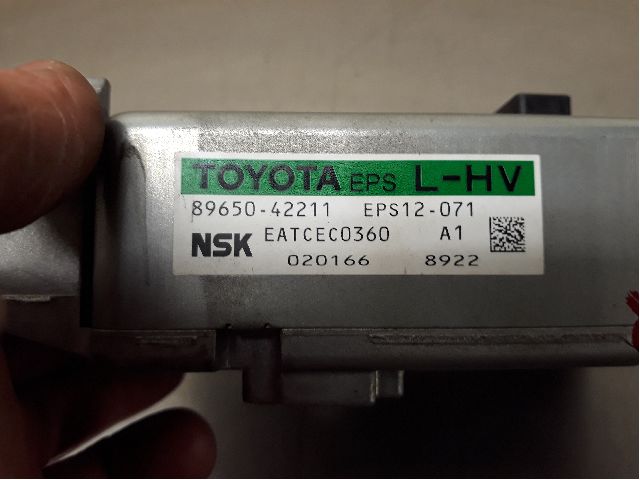 TOYOTA EPS L-HV
89650-42211 EPS12-071
NSK EATCEC0360 A1
020166 8922